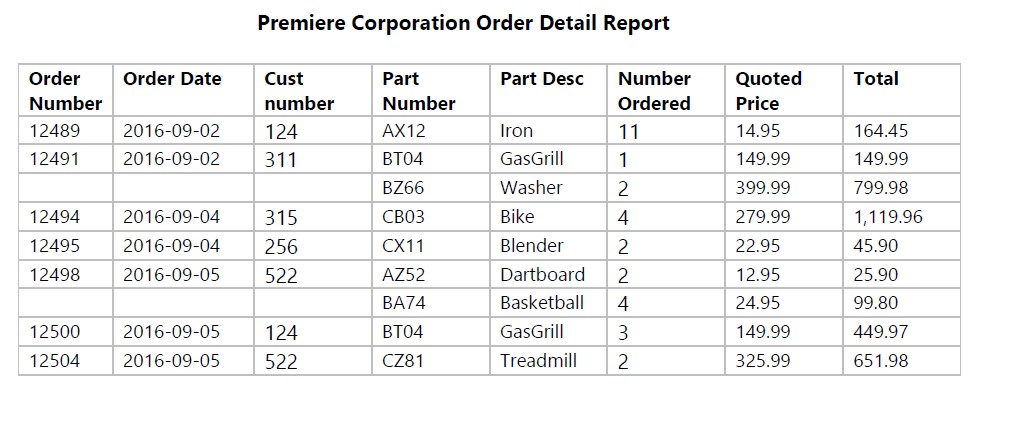 Premiere Corporation Order Detail Report
Order Number Order Date Cust number Part Number Part Desc Number Ordered Quoted Price Total
12489 2016-09-02 124 AX12 Iron 11 14.95 164.45
12491 2016-09-02 311 BT04 GasGrill 1 149.99 149.99
BZ66 Washer 2 399.99 799.98
12494 2016-09-04 315 CB03 Bike 4 279.99 1,119.96
12495 2016-09-04 256 CX11 Blender 2 22.95 45.90
12498 2016-09-05 522 AZ52 Dartboard 2 12.95 25.90
BA74 Basketball 4 24.95 99.80
12500 2016-09-05 124 BT04 GasGrill 3 149.99 449.97
12504 2016-09-05 522 CZ81 Treadmill 2 325.99 651.98